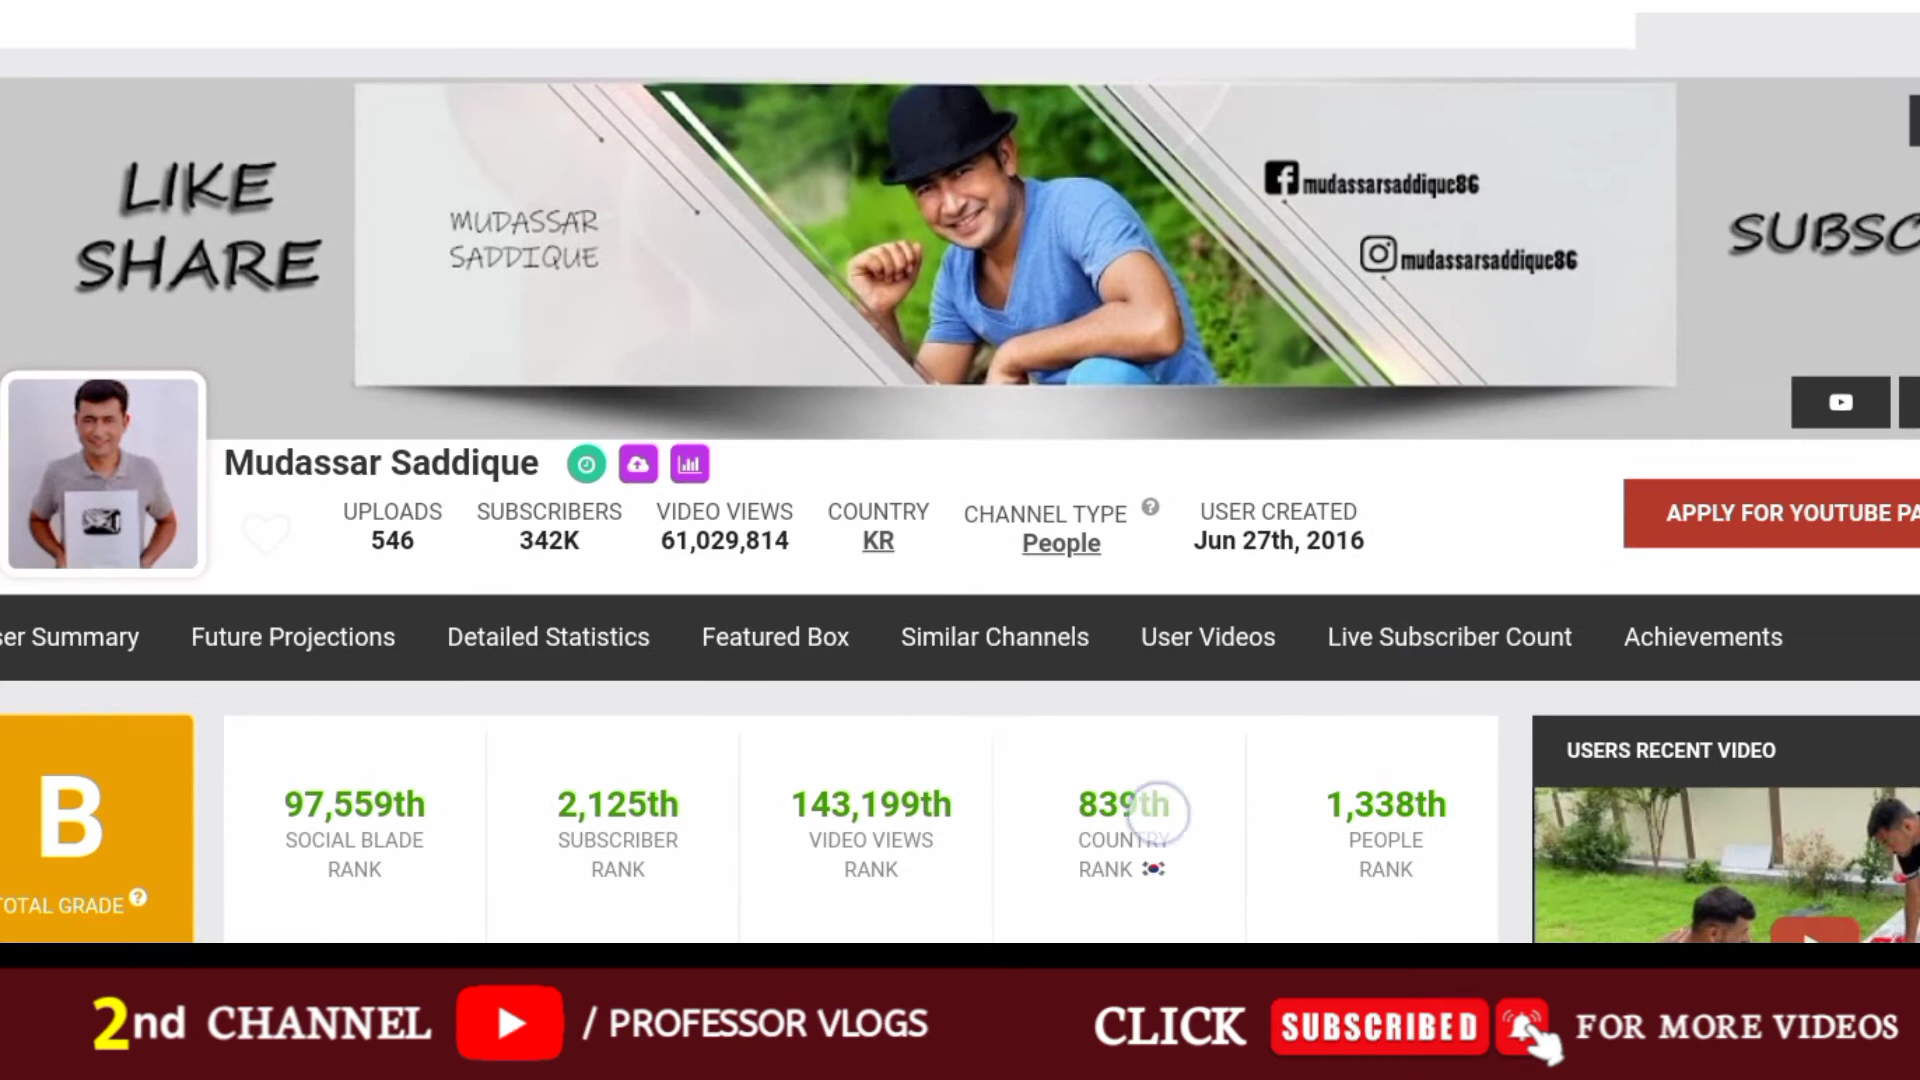 LIKE
SHARE
MUDASSAR
SADDIQUE
mudassarsaddique86
mudassarsaddique86
SUBSC
Mudassar Saddique
UPLOADS SUBSCRIBERS VIDEO VIEWS COUNTRY CHANNEL TYPE ? USER CREATED
546 342K 61,029,814 KR People Jun 27th, 2016
APPLY FOR YOUTUBE PA
ser Summary Future Projections Detailed Statistics Featured Box Similar Channels User Videos Live Subscriber Count Achievements
B
TOTAL GRADE ?
97,559th 2,125th 143,199th 839th 1,338th
SOCIAL BLADE SUBSCRIBER VIDEO VIEWS COUNTRY PEOPLE
RANK RANK RANK RANK RANK
USERS RECENT VIDEO
2nd CHANNEL / PROFESSOR VLOGS CLICK SUBSCRIBED FOR MORE VIDEOS